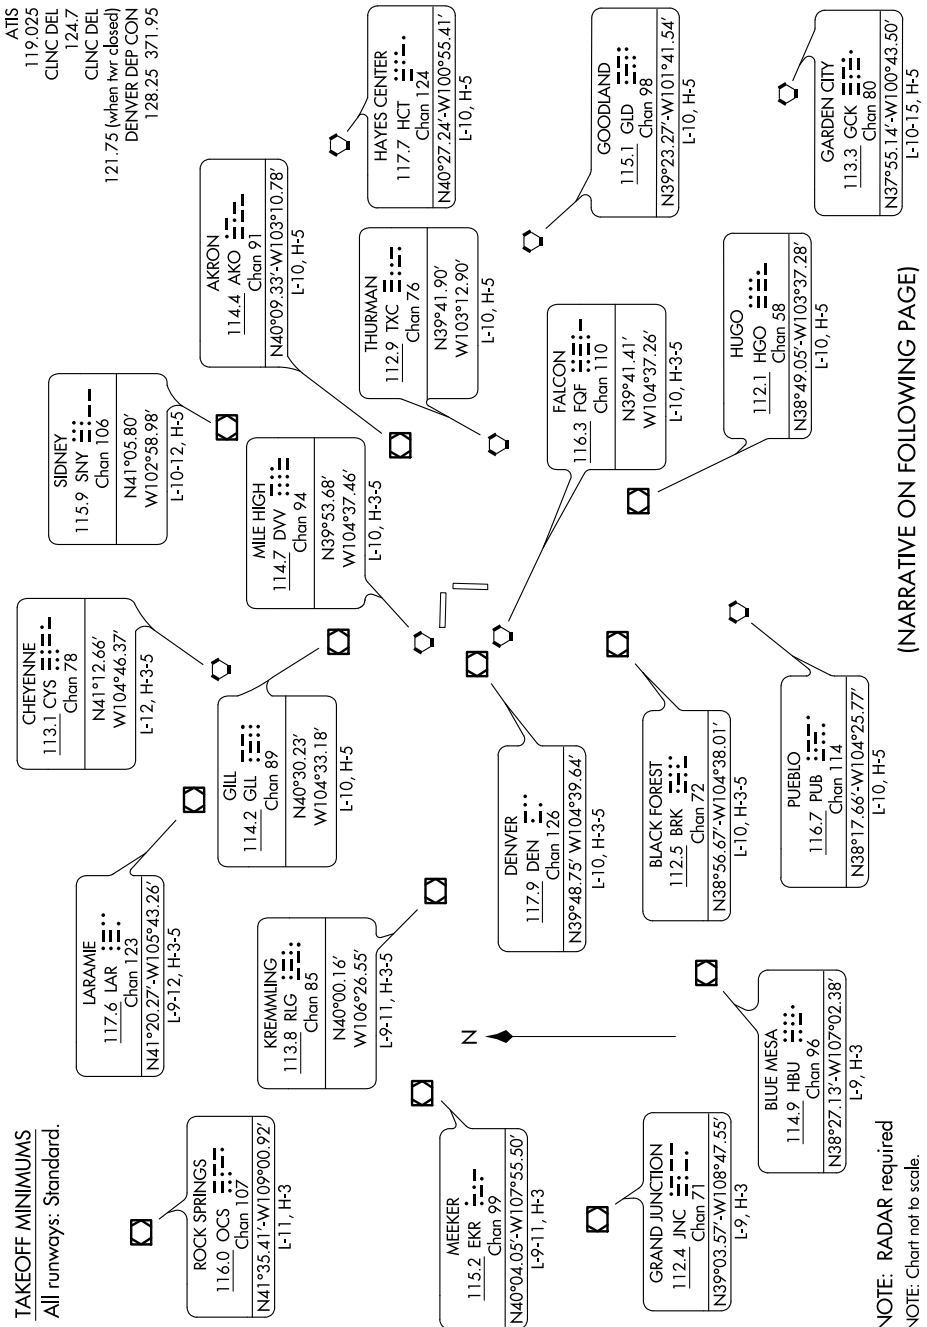 TAKEOFF MINIMUMS
All runways: Standard.
ATIS
119.025
CLNC DEL
124.7
CLNC DEL
121.75 (when twr closed)
DENVER DEP CON
128.25 371.95
ROCK SPRINGS
116.0 OCS
Chan 107
N41°35.41′-W109°00.92′
L-11, H-3
LARAMIE
117.6 LAR
Chan 123
N41°20.27′-W105°43.26′
L-9-12, H-3-5
CHEYENNE
113.1 CYS
Chan 78
N41°12.66′
W104°46.37′
L-12, H-3-5
SIDNEY
115.9 SNY
Chan 106
N41°05.80′
W102°58.98′
L-10-12, H-5
AKRON
114.4 AKO
Chan 91
N40°09.33′-W103°10.78′
L-10, H-5
HAYES CENTER
117.7 HCT
Chan 124
N40°27.24′-W100°55.41′
L-10, H-5
GILL
114.2 GLL
Chan 89
N40°30.23′
W104°33.18′
L-10, H-5
MILE HIGH
114.7 DVV
Chan 94
N39°53.68′
W104°37.46′
L-10, H-3-5
KREMMLING
113.8 RLG
Chan 85
N40°00.16′
W106°26.55′
L-9-11, H-3-5
THURMAN
112.9 TXC
Chan 76
N39°41.90′
W103°12.90′
L-10, H-5
MEEKER
115.2 EKR
Chan 99
N40°04.05′-W107°55.50′
L-9-11, H-3
N
DENVER
117.9 DEN
Chan 126
N39°48.75′ W104°39.64′
L-10, H-3-5
FALCON
116.3 FQF
Chan 110
N39°41.41′
W104°37.26′
L-10, H-3-5
GOODLAND
115.1 GLD
Chan 98
N39°23.27′-W101°41.54′
L-10, H-5
GRAND JUNCTION
112.4 JNC
Chan 71
N39°03.57′-W108°47.55′
L-9, H-3
BLACK FOREST
112.5 BRK
Chan 72
N38°56.67′-W104°38.01′
L-10, H-3-5
HUGO
112.1 HGO
Chan 58
N38°49.05′-W103°37.28′
L-10, H-5
BLUE MESA
114.9 HBU
Chan 96
N38°27.13′-W107°02.38′
L-9, H-3
PUEBLO
116.7 PUB
Chan 114
N38°17.66′-W104°25.77′
L-10, H-5
GARDEN CITY
113.3 GCK
Chan 80
N37°55.14′-W100°43.50′
L-10-15, H-5
NOTE: RADAR required
NOTE: Chart not to scale.
(NARRATIVE ON FOLLOWING PAGE)